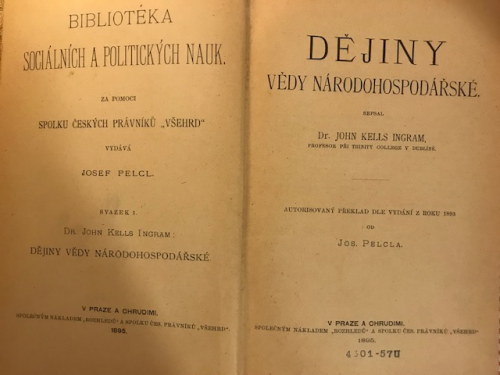 BIBLIOTÉKA
SOCIÁLNÍCH A POLITICKÝCH NAUK.
ZA POMOCI
SPOLKU ČESKÝCH PRÁVNÍKŮ „VŠEHRD“
VYDÁVÁ
JOSEF PELCL.
SVAZEK I.
DR. JOHN KELLS INGRAM:
DĚJINY VĚDY NÁRODOHOSPODÁŘSKÉ.
V PRAZE A CHRUDIMI.
SPOLEČNÝM NÁKLADEM „ROZHLEDŮ“ A SPOLKU ČES. PRÁVNÍKŮ „VŠEHRD“.
1895.
DĚJINY
VĚDY NÁRODOHOSPODÁŘSKÉ.
SEPSAL
Dr. JOHN KELLS INGRAM,
PROFESOR PŘI TRINITY COLLEGE V DUBLINĚ.
AUTORISOVANÝ PŘEKLAD DLE VYDÁNÍ Z ROKU
OD
JOS. PELCLA.
V PRAZE A CHRUDIMI.
SPOLEČNÝM NÁKLADEM „ROZHLEDŮ“ A SPOLKU ČES. PRÁVNÍKŮ „VŠEHRD“
1895.